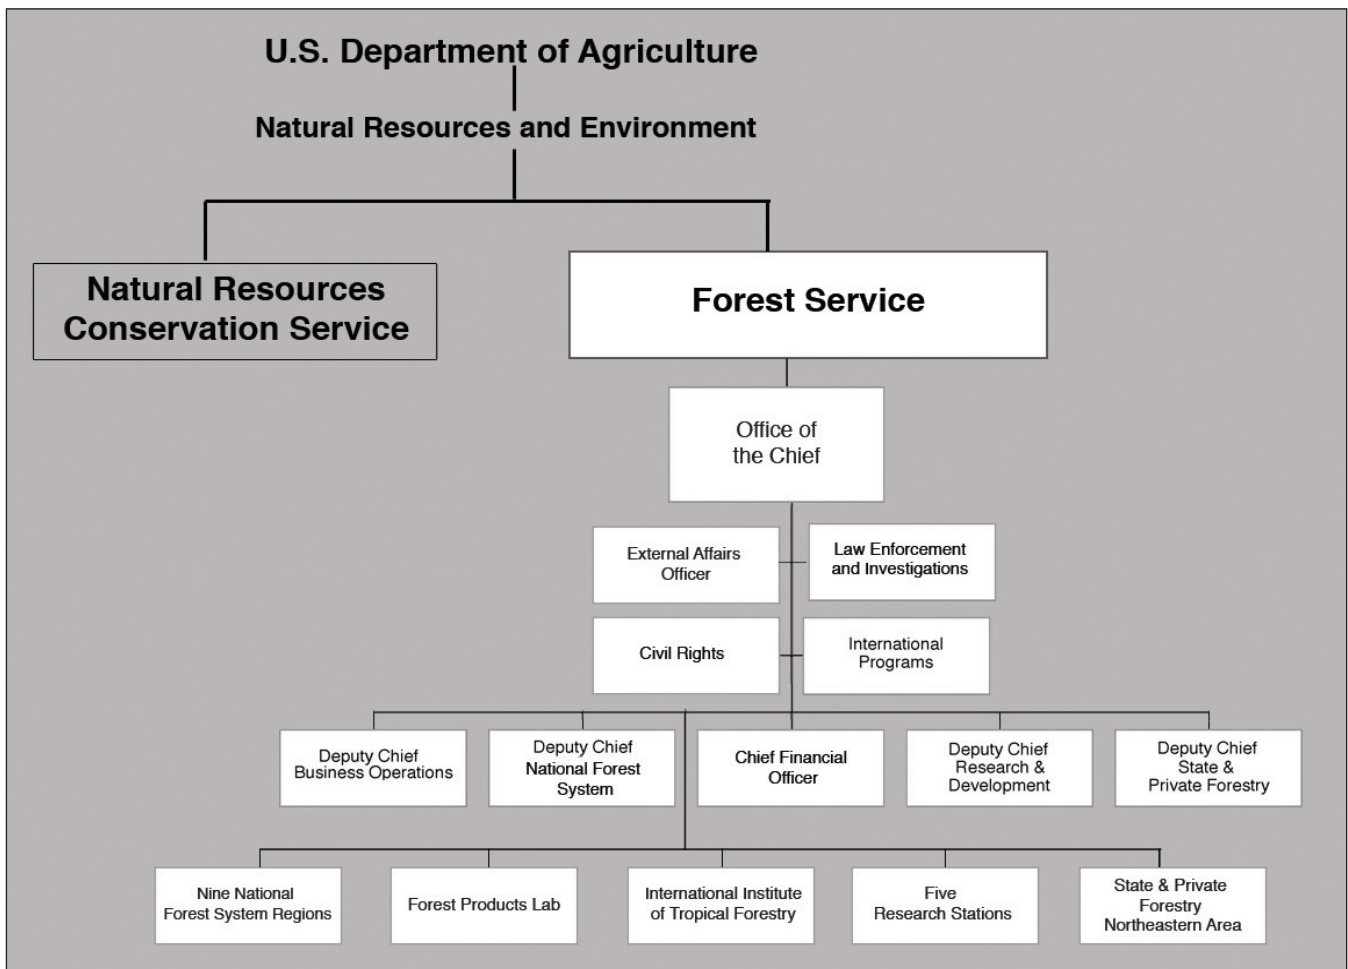 U.S. Department of Agriculture
Natural Resources and Environment
Natural Resources
Conservation Service
Forest Service
Office of
the Chief
External Affairs
Officer
Law Enforcement
and Investigations
Civil Rights
International
Programs
Deputy Chief
Business Operations
Deputy Chief
National Forest
System
Chief Financial
Officer
Deputy Chief
Research &
Development
Deputy Chief
State &
Private Forestry
Nine National
Forest System Regions
Forest Products Lab
International Institute
of Tropical Forestry
Five
Research Stations
State & Private
Forestry
Northeastern Area